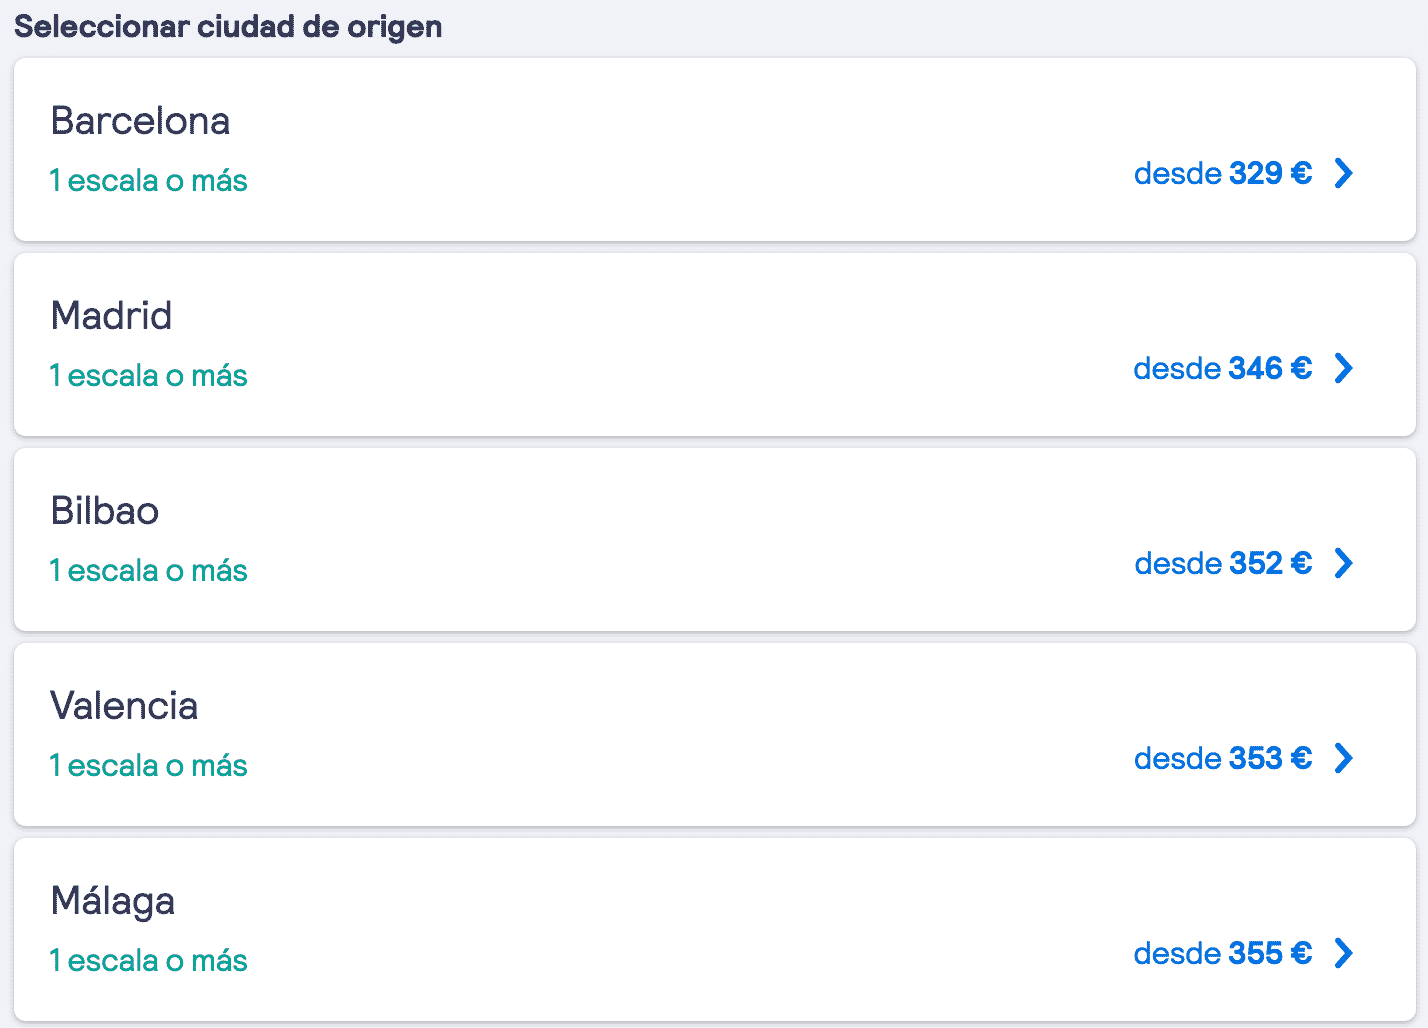 Seleccionar ciudad de origen
Barcelona
1 escala o más
desde 329 €
Madrid
1 escala o más
desde 346 €
Bilbao
1 escala o más
desde 352 €
Valencia
1 escala o más
desde 353 €
Málaga
1 escala o más
desde 355 €